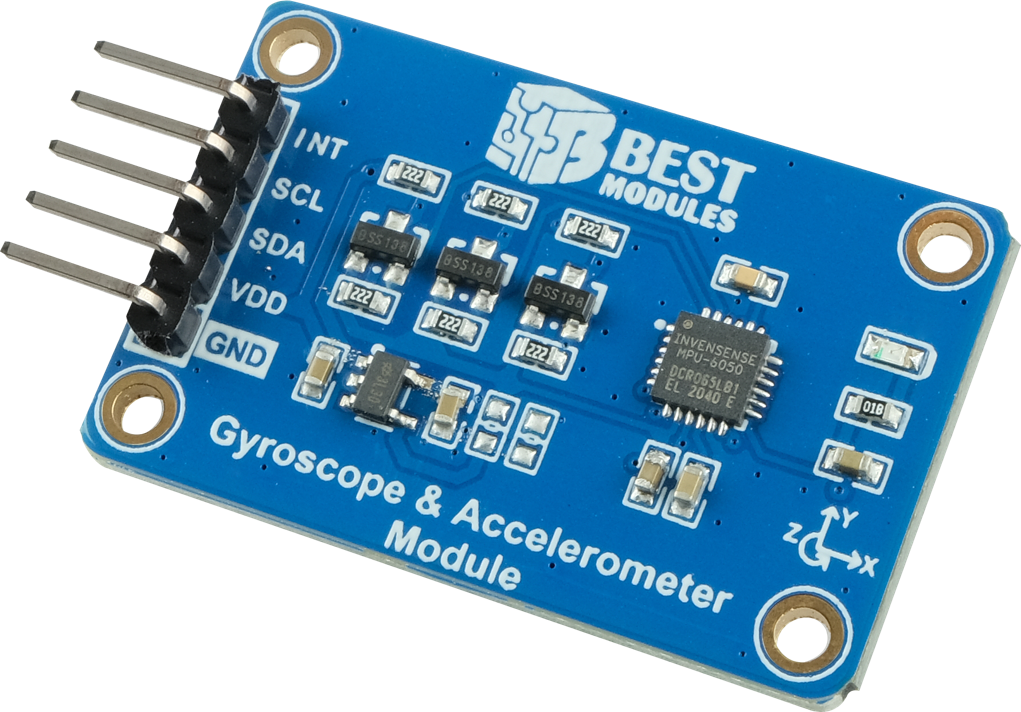 INT
SCL
SDA
VDD
GND
BEST
MODULES
222
222
222
BSS138
BSS138
BSS138
222
222
222
INVENSENSE
MPU-6050
DCR065L81
EL 2040 E
01B
Gyroscope & Accelerometer
Module
Y
Z
X